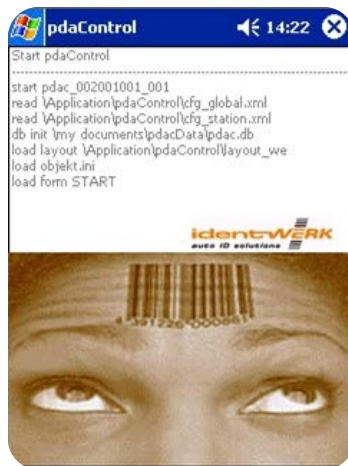 pdaControl 14:22
Start pdaControl
start pdac_002001001_001
read \Application\pdaControl\cfg_global.xml
read \Application\pdaControl\cfg_station.xml
db init \my documents\pdacData\pdac.db
load layout \Application\pdaControl\layout_we
load objekt.ini
load form START
identWERK
auto ID solutions